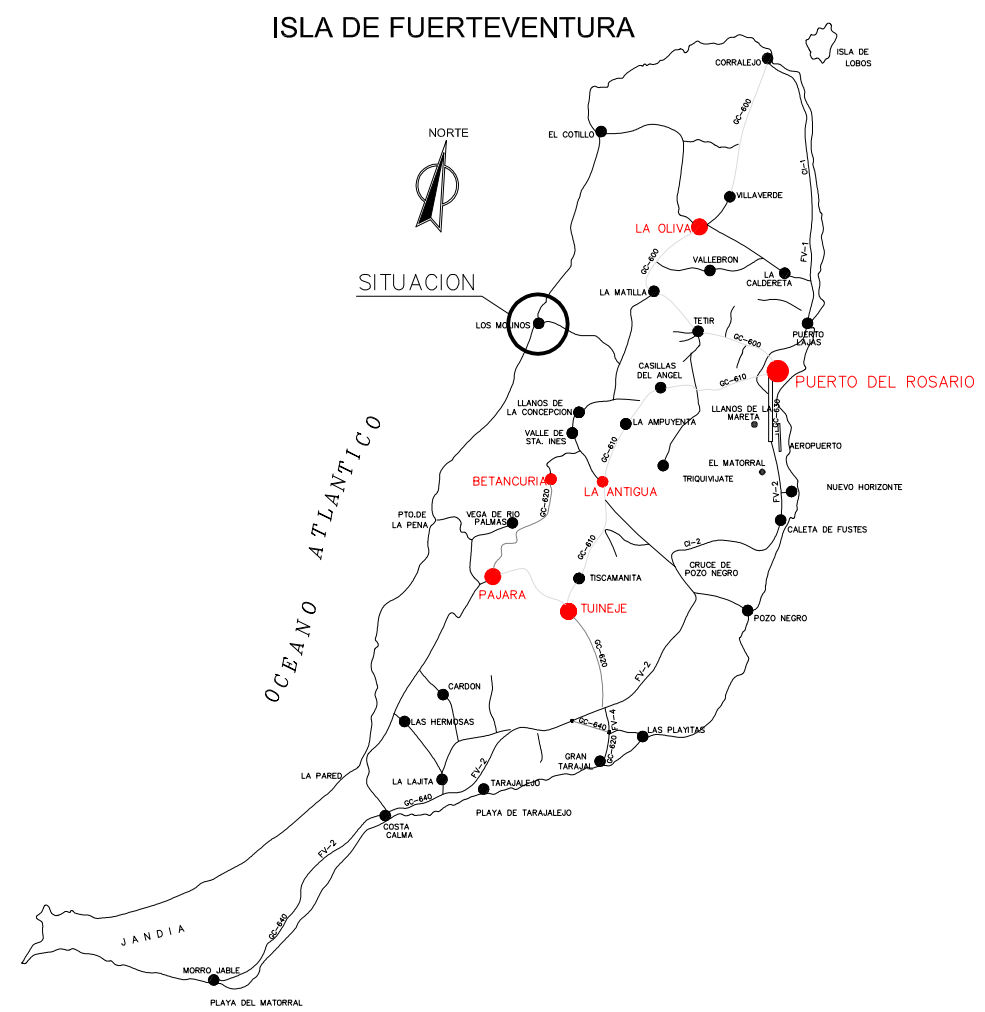 ISLA DE FUERTEVENTURA
ISLA DE
LOBOS
CORRALEJO
GC-600
NORTE
EL COTILLO
CI-1
VILLAVERDE
LA OLIVA
GC-600
VALLEBRON
FV-1
LA
CALDERETA
SITUACION
LA MATILLA
LOS MOLINOS
TETIR
PUERTO
LAJAS
GC-600
CASILLAS
DEL ANGEL
GC-610
PUERTO DEL ROSARIO
LLANOS DE
LA CONCEPCION
LLANOS DE LA
MARETA
GC-630
LA AMPUYENTA
VALLE DE
STA. INES
GC-610
AEROPUERTO
OCEANO ATLANTICO
EL MATORRAL
BETANCURIA
LA ANTIGUA
TRIQUIVIJATE
FV-2
NUEVO HORIZONTE
GC-620
PTO.DE
LA PENA
VEGA DE RIO
PALMAS
CALETA DE FUSTES
GC-610
CI-2
CRUCE DE
POZO NEGRO
TISCAMANITA
PAJARA
TUINEJE
POZO NEGRO
GC-620
FV-2
CARDON
LAS HERMOSAS
GC-640
FV-4
LAS PLAYITAS
GC-620
GRAN
TARAJAL
FV-2
LA PARED
LA LAJITA
TARAJALEJO
GC-640
PLAYA DE TARAJALEJO
COSTA
CALMA
FV-2
GC-640
JANDIA
MORRO JABLE
PLAYA DEL MATORRAL